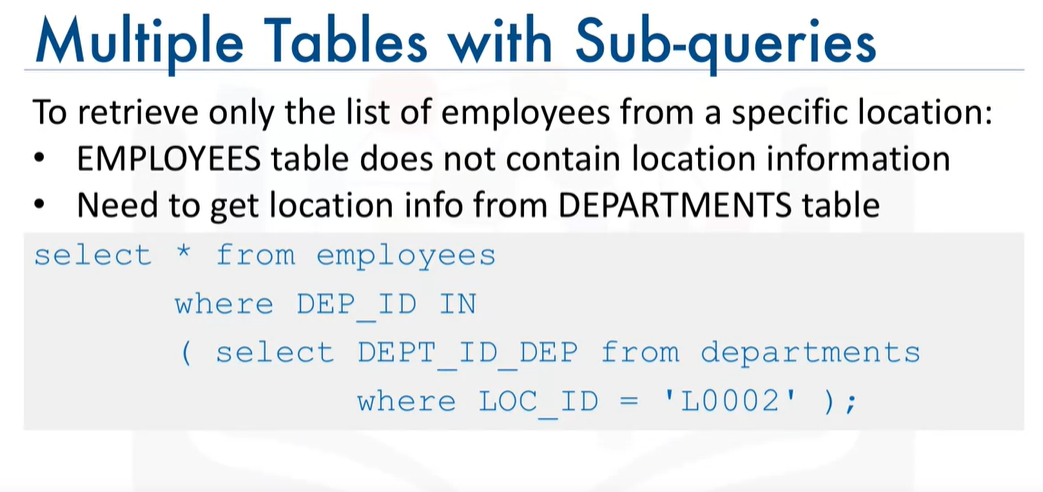 Multiple Tables with Sub-queries
To retrieve only the list of employees from a specific location:
• EMPLOYEES table does not contain location information
• Need to get location info from DEPARTMENTS table
select * from employees
where DEP_ID IN
( select DEPT_ID_DEP from departments
where LOC_ID = 'L0002' );